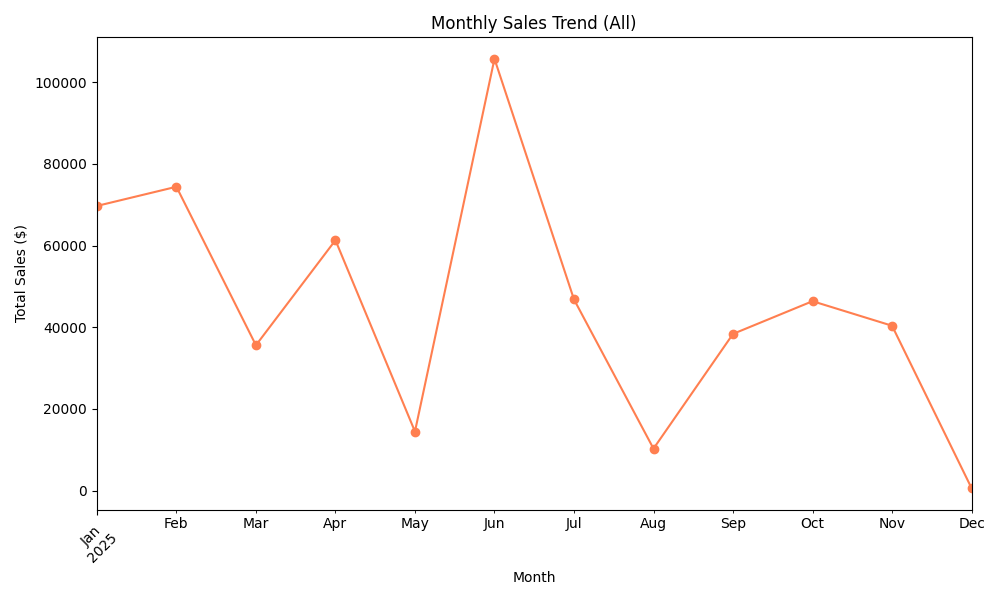 Monthly Sales Trend (All)
Total Sales ($)
100000
80000
60000
40000
20000
0
Jan
2025
Feb
Mar
Apr
May
Jun
Jul
Aug
Sep
Oct
Nov
Dec
Month